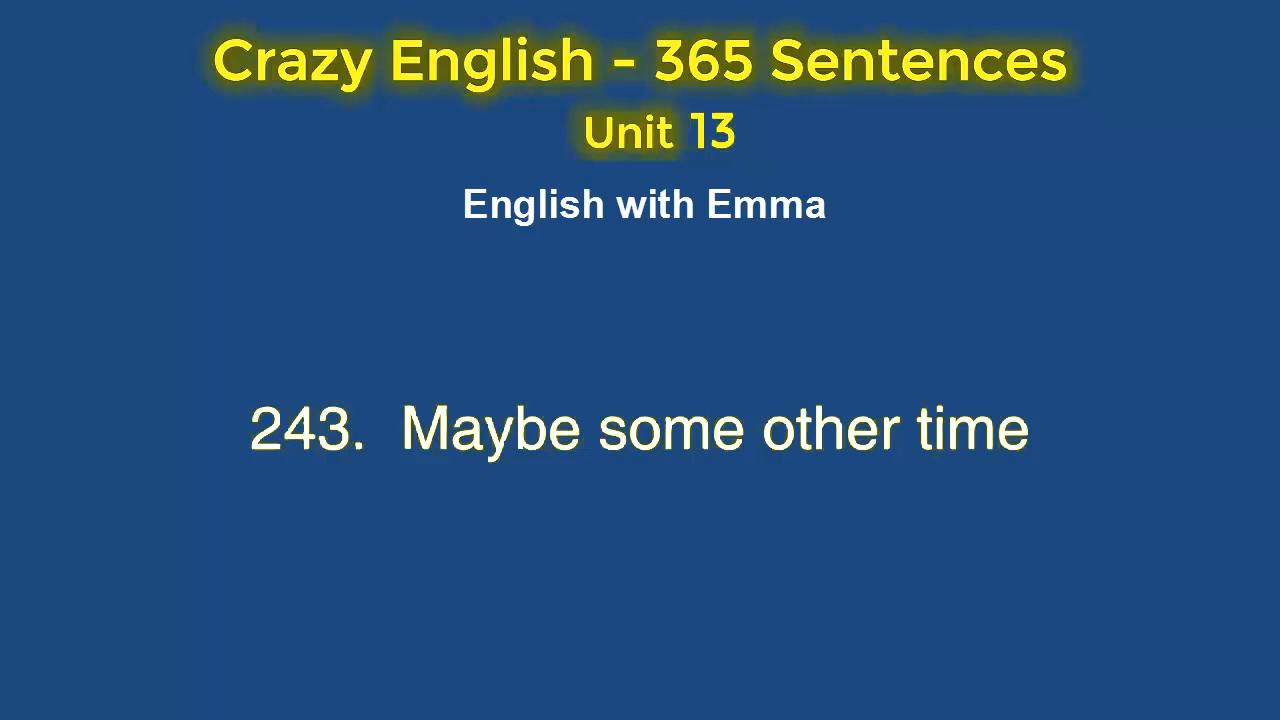 Crazy English - 365 Sentences
Unit 13
English with Emma
243. Maybe some other time